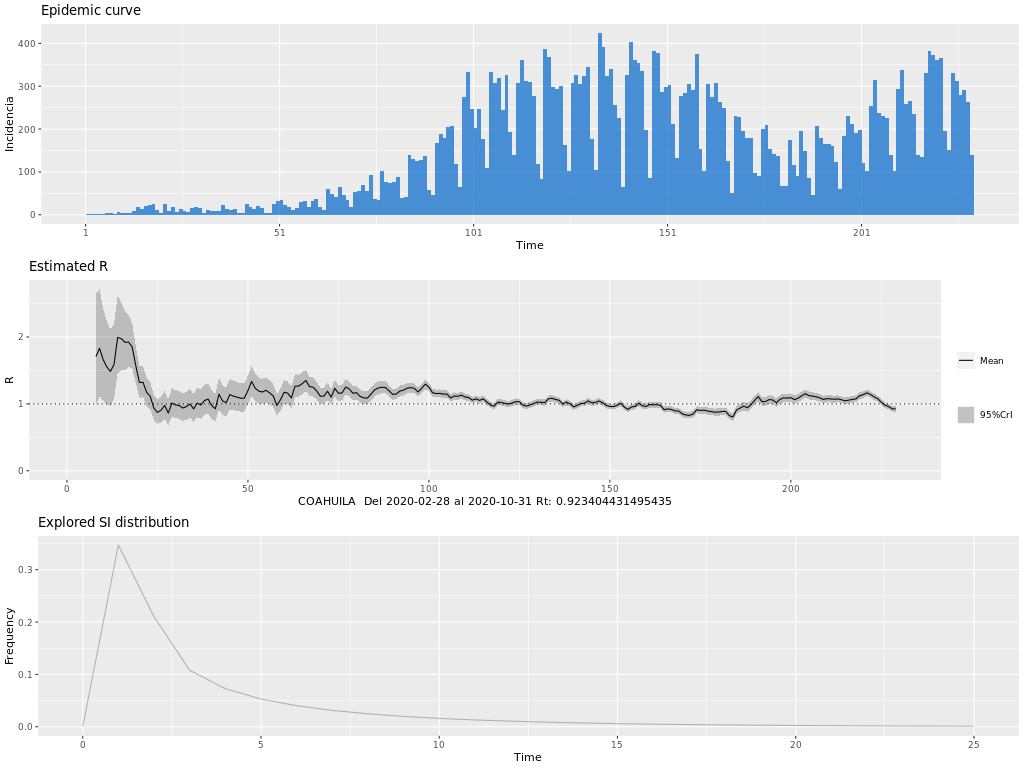 Epidemic curve
Incidencia
400
300
200
100
0
1 51 101 151 201
Time
Estimated R
R
2
1
0
0 50 100 150 200
COAHUILA  Del 2020-02-28 al 2020-10-31 Rt: 0.923404431495435
Mean
95%CrI
Explored SI distribution
Frequency
0.3
0.2
0.1
0.0
0 5 10 15 20 25
Time